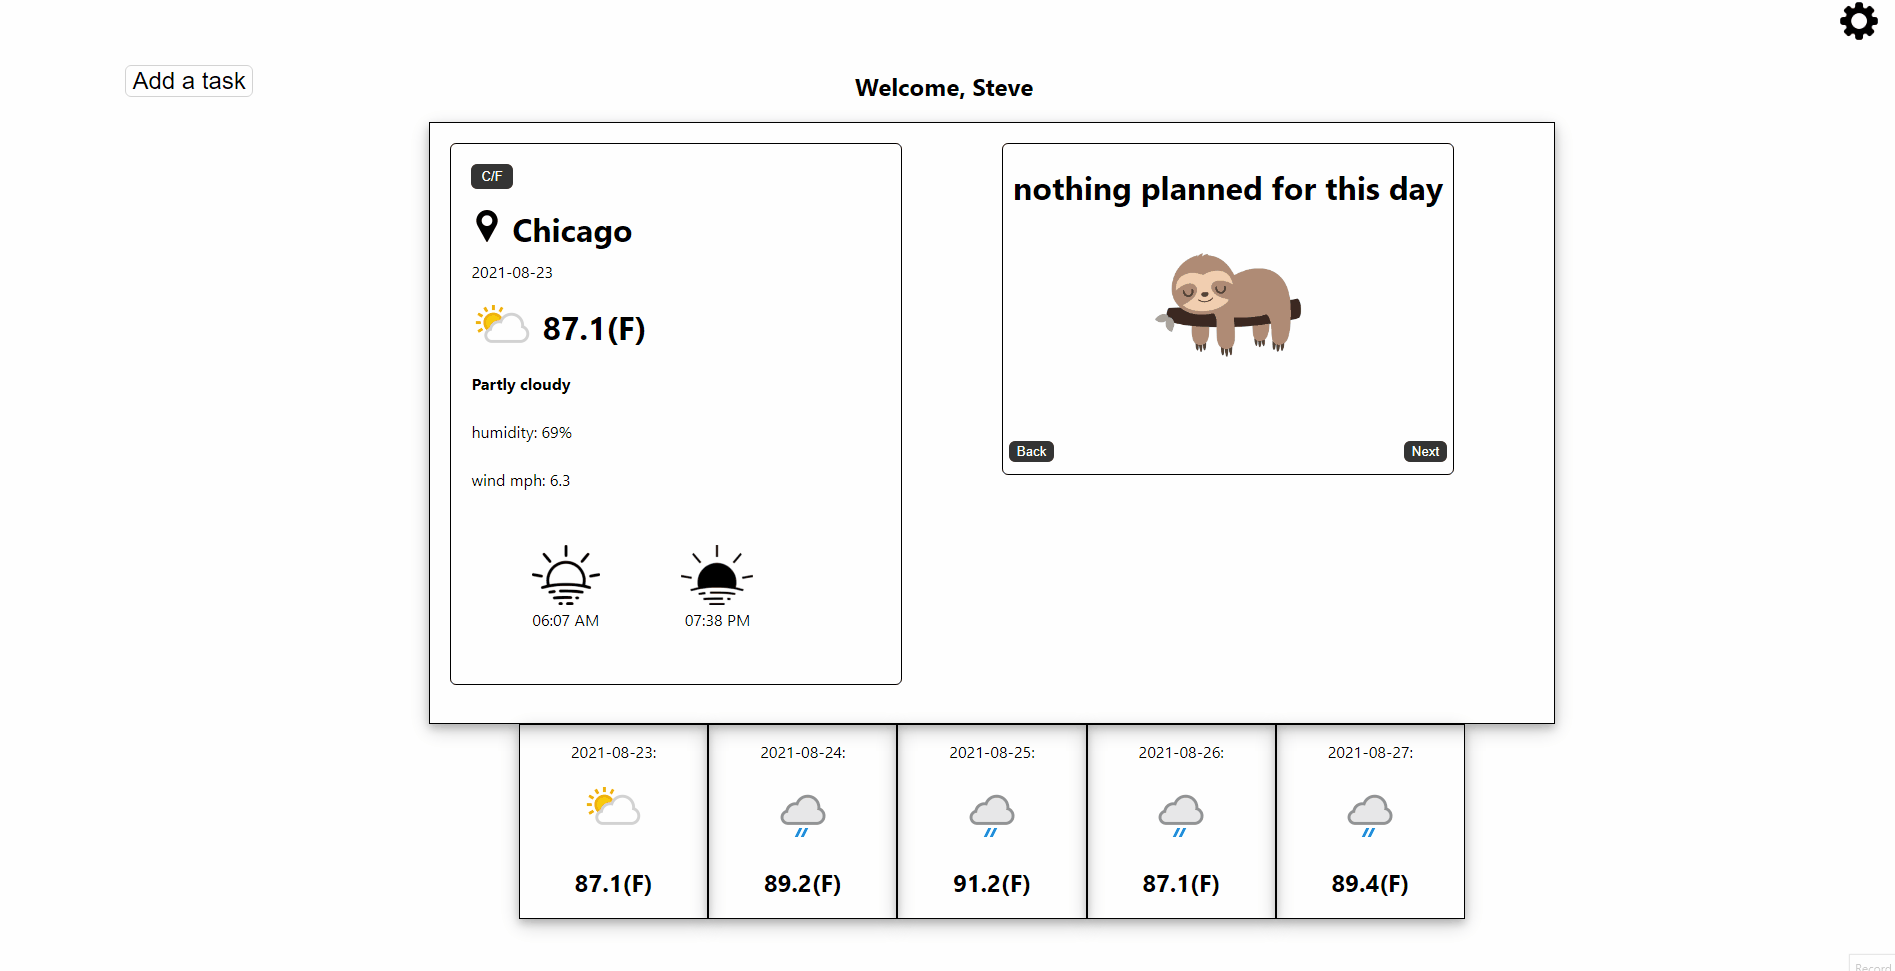 Add a task
Welcome, Steve
C/F
Chicago
2021-08-23
87.1(F)
Partly cloudy
humidity: 69%
wind mph: 6.3
06:07 AM
07:38 PM
nothing planned for this day
Back
Next
2021-08-23:
87.1(F)
2021-08-24:
89.2(F)
2021-08-25:
91.2(F)
2021-08-26:
87.1(F)
2021-08-27:
89.4(F)
Record